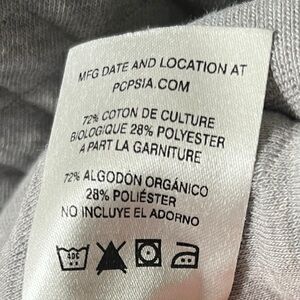 MFG DATE AND LOCATION AT
PCPSIA.COM
72% COTON DE CULTURE
BIOLOGIQUE 28% POLYESTER
A PART LA GARNITURE
72% ALGODÓN ORGÁNICO
28% POLIÉSTER
NO INCLUYE EL ADORNO
40C